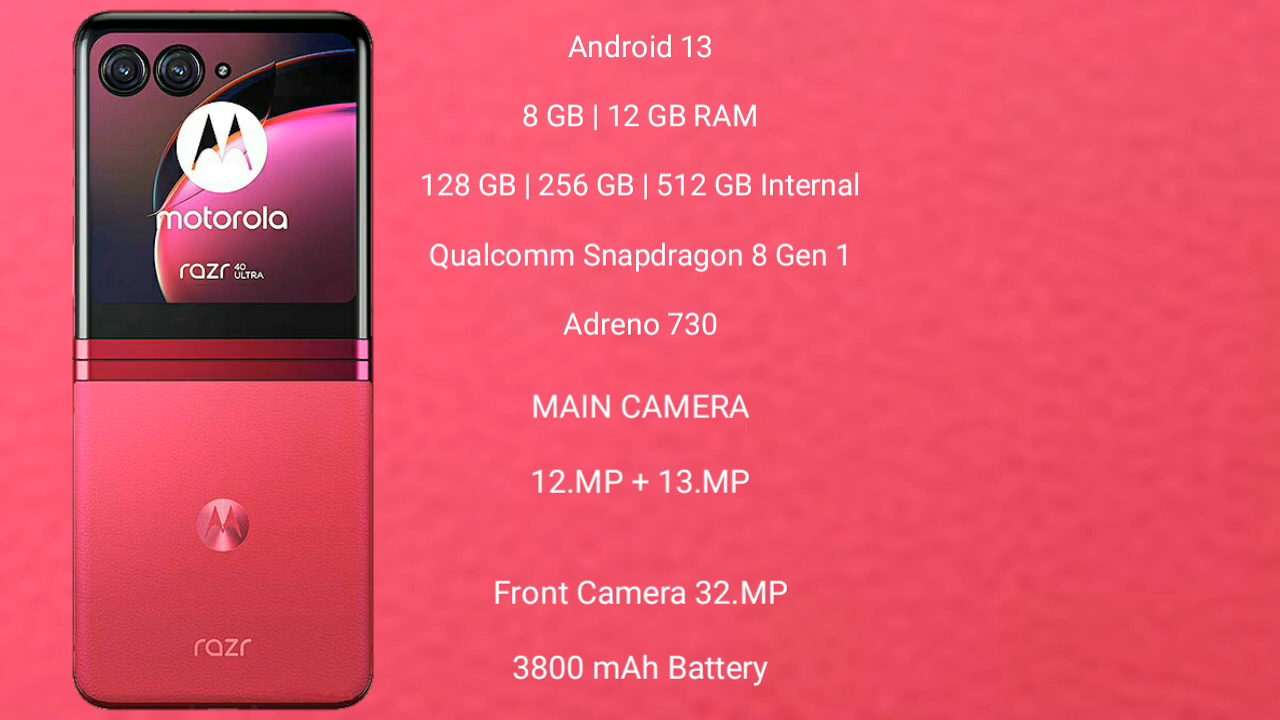 motorola
razr 40 ULTRA
razr
Android 13
8 GB | 12 GB RAM
128 GB | 256 GB | 512 GB Internal
Qualcomm Snapdragon 8 Gen 1
Adreno 730
MAIN CAMERA
12.MP + 13.MP
Front Camera 32.MP
3800 mAh Battery